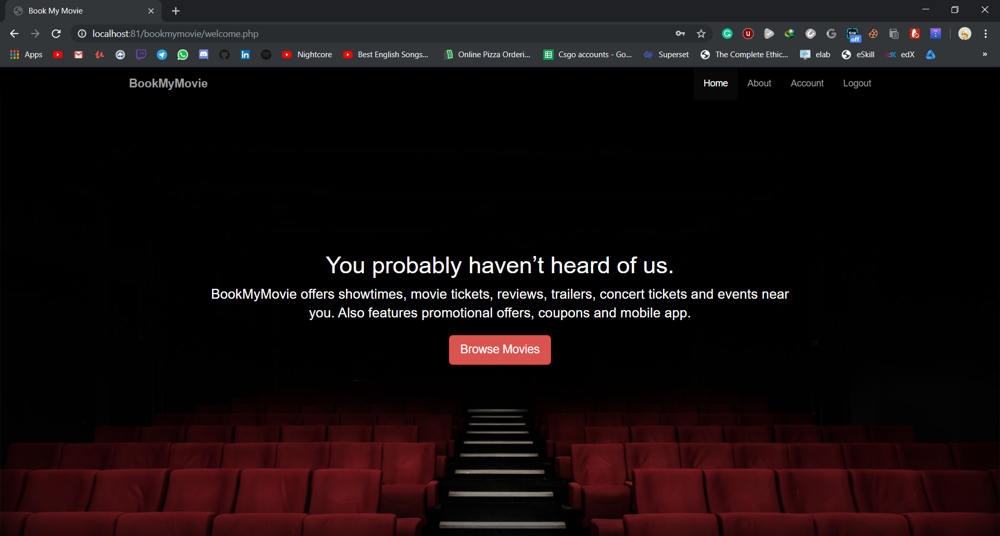 Book My Movie
localhost:81/bookmymovie/welcome.php
off
Apps
Nightcore
Best English Songs...
Online Pizza Orderi...
Csgo accounts - Go...
Superset
The Complete Ethic...
elab
eSkill
edX
BookMyMovie
Home
About
Account
Logout
You probably haven’t heard of us.
BookMyMovie offers showtimes, movie tickets, reviews, trailers, concert tickets and events near
you. Also features promotional offers, coupons and mobile app.
Browse Movies